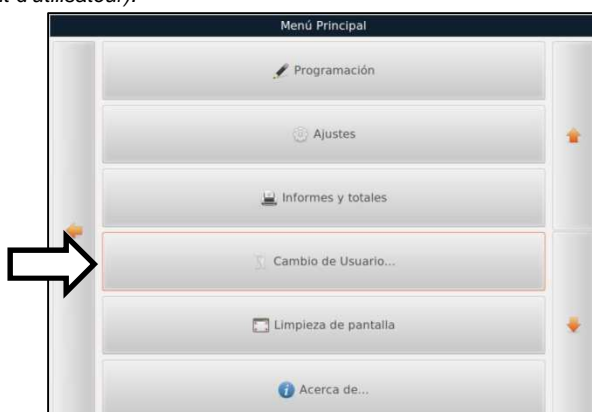 t d'utilisateur).
Menú Principal
Programación
Ajustes
Informes y totales
Cambio de Usuario...
Limpieza de pantalla
Acerca de...